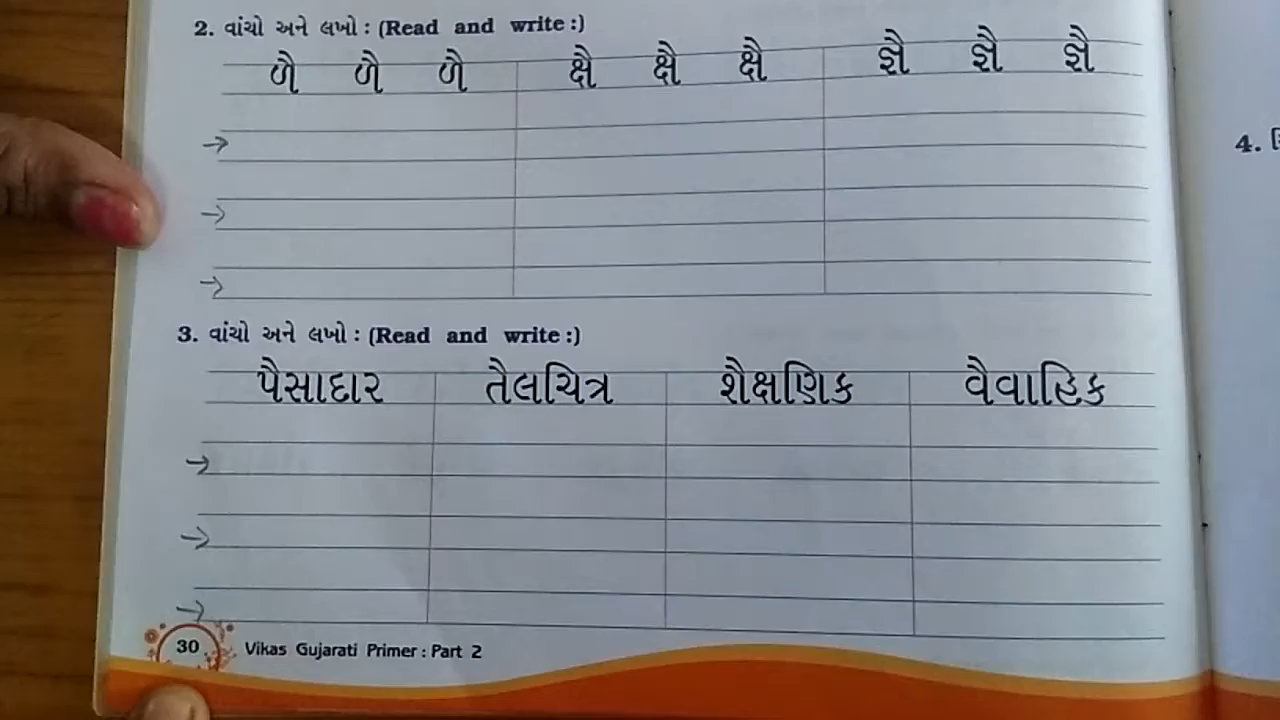 2. વાંચો અને લખો : (Read and write :)
ળૈ ળૈ ળૈ ક્ષૈ ક્ષૈ ક્ષૈ જ્ઞૈ જ્ઞૈ જ્ઞૈ
3. વાંચો અને લખો : (Read and write :)
પૈસાદાર તૈલચિત્ર શૈક્ષણિક વૈવાહિક
30 Vikas Gujarati Primer : Part 2
4.